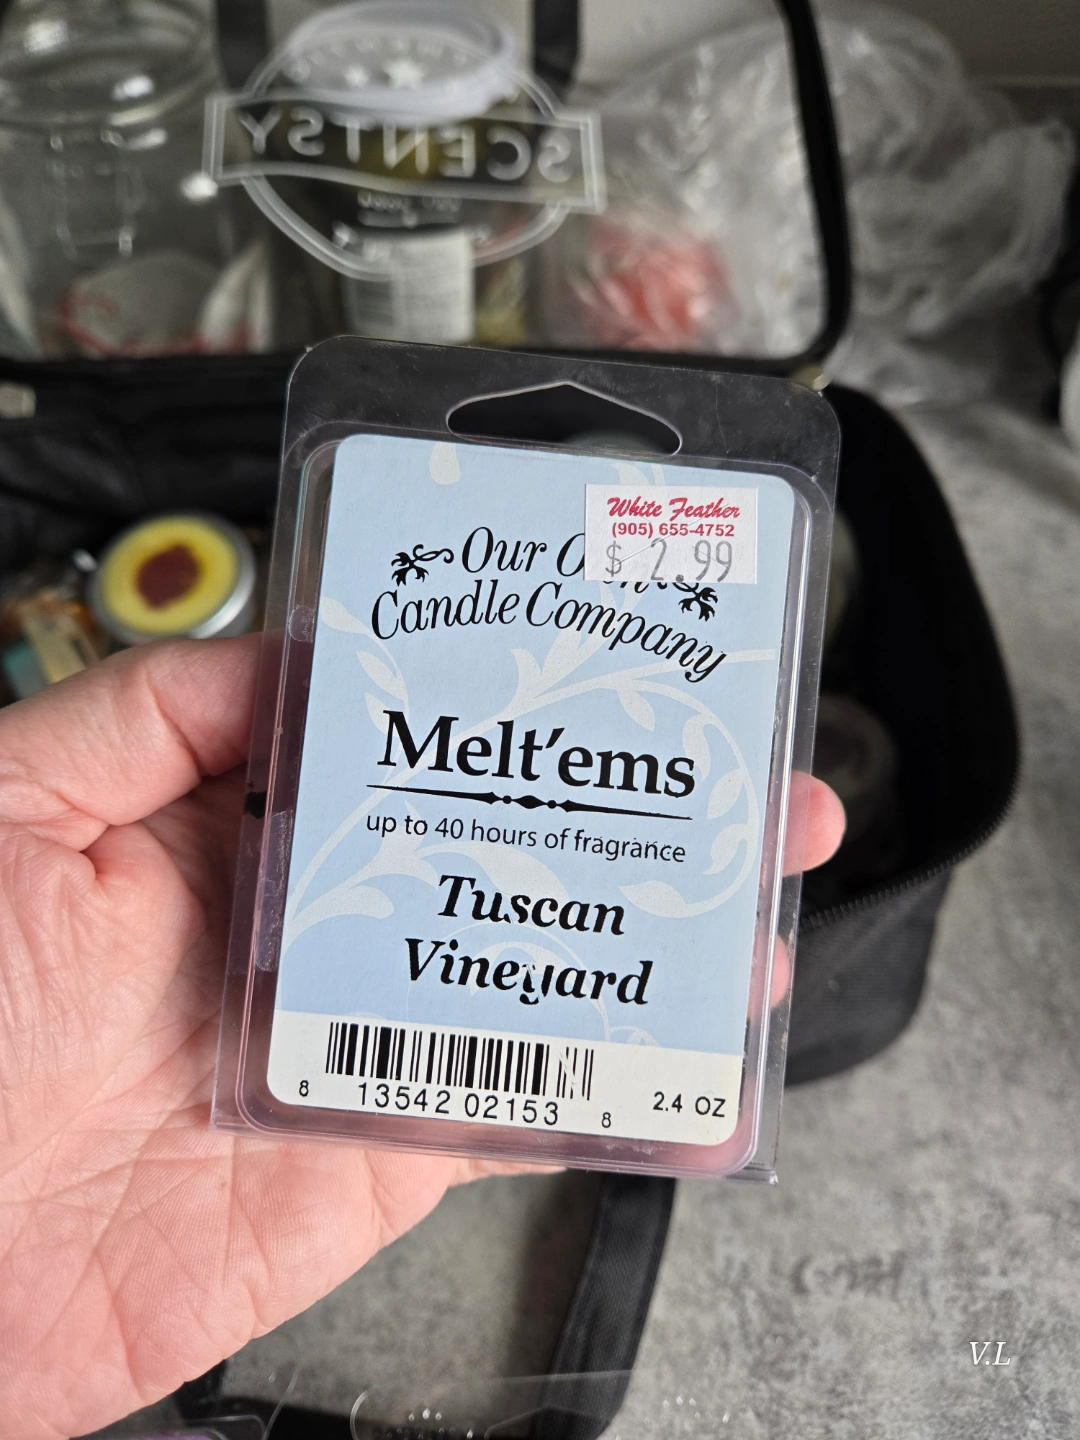 SCENTSY
White Feather
(905) 655-4752
$ 2.99
Our
Candle Company
Melt'ems
up to 40 hours of fragrance
Tuscan
Vineyard
8 13542 02153 8
2.4 OZ
V.L